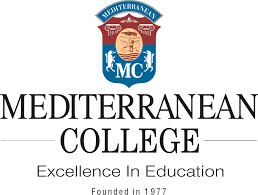 MEDITERRANEAN
MC
MEDITERRANEAN
COLLEGE
Excellence In Education
Founded in 1977